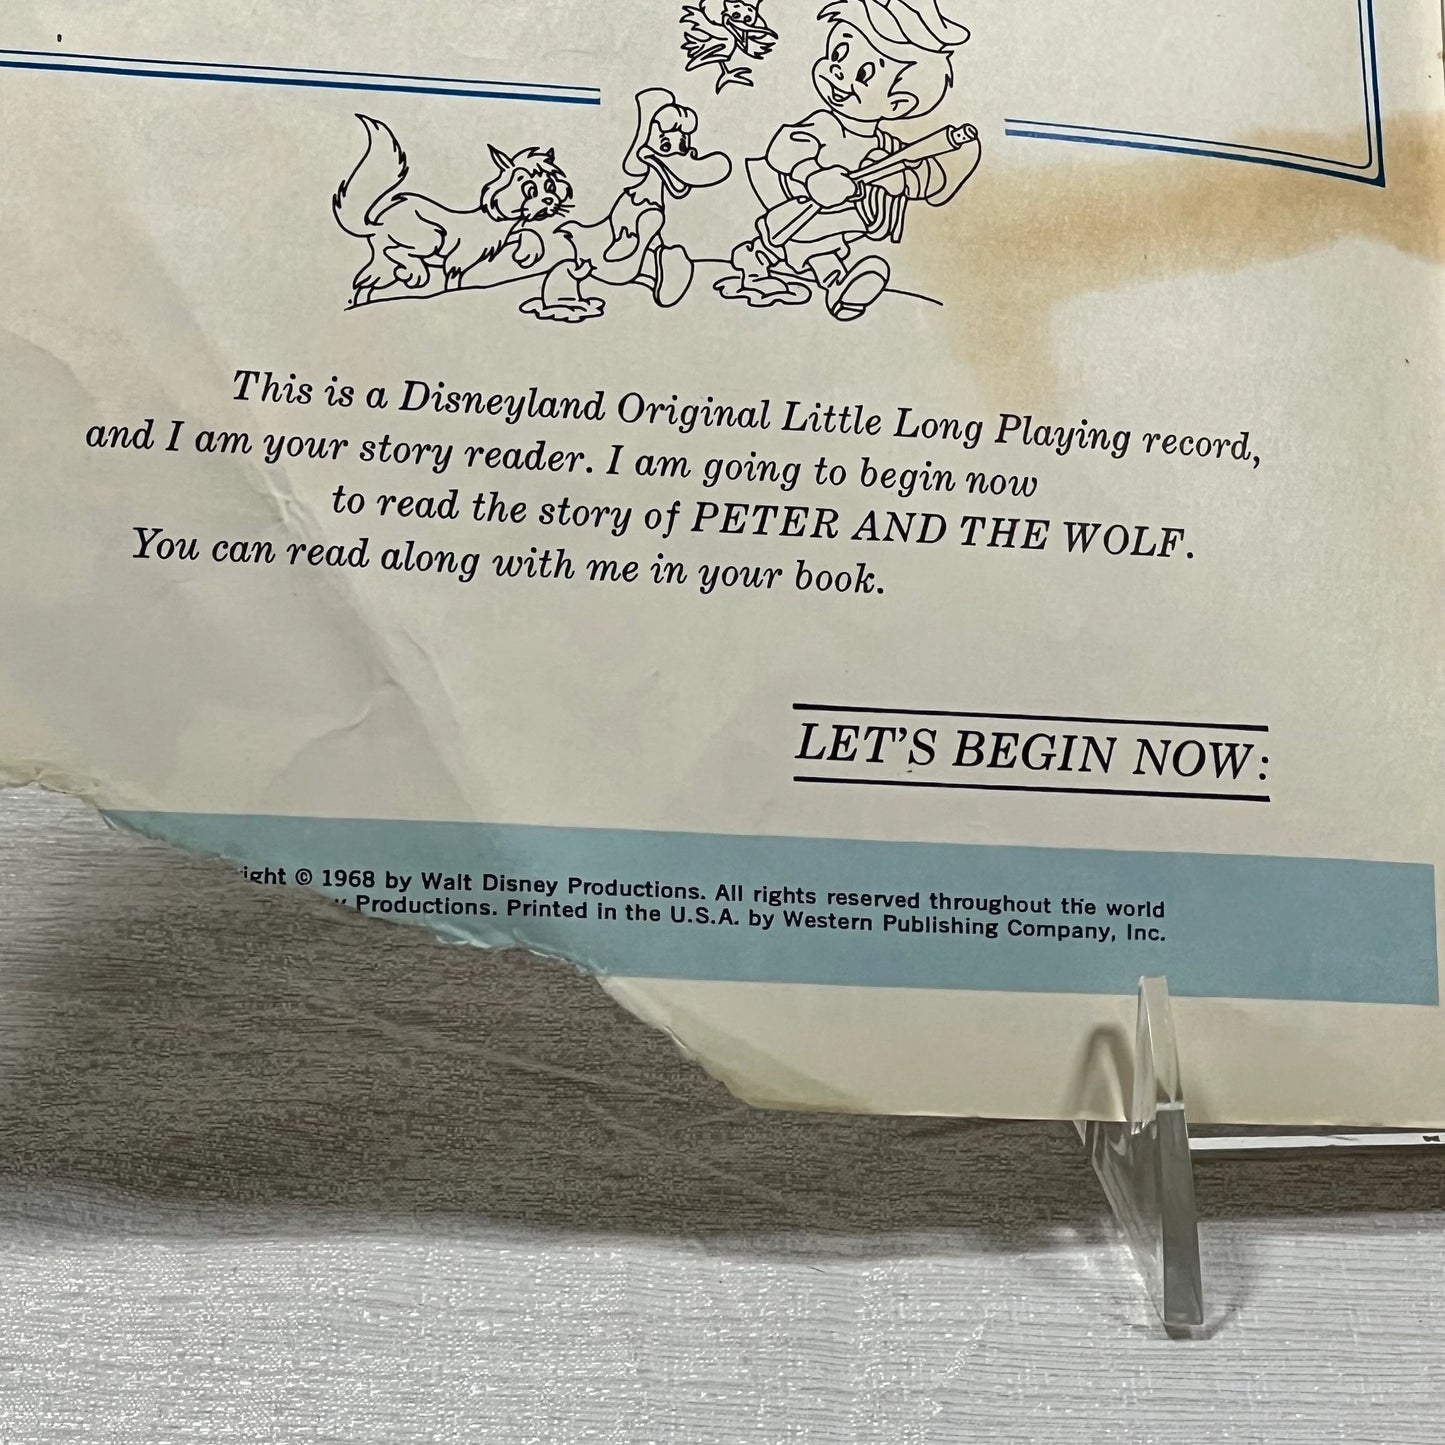 This is a Disneyland Original Little Long Playing record,
and I am your story reader. I am going to begin now
to read the story of PETER AND THE WOLF.
You can read along with me in your book.
LET'S BEGIN NOW:
© 1968 by Walt Disney Productions. All rights reserved throughout the world
Productions. Printed in the U.S.A. by Western Publishing Company, Inc.